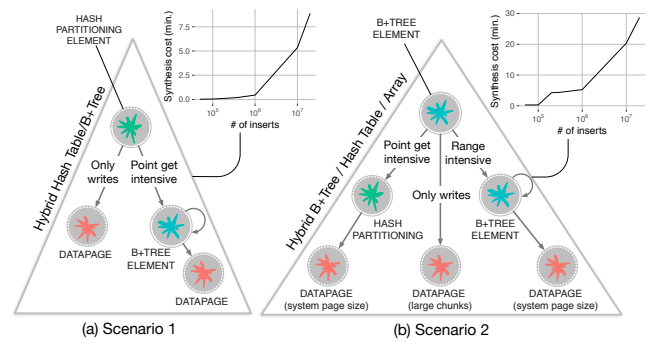 HASH
PARTITIONING
ELEMENT
Hybrid Hash Table/B+Tree
Synthesis cost (min.)
7.5
5.0
2.5
0.0
10^5
10^6
10^7
# of inserts
Only
writes
Point get
intensive
DATAPAGE
B+TREE
ELEMENT
DATAPAGE
(a) Scenario 1
B+TREE
ELEMENT
Hybrid B+Tree / Hash Table / Array
Synthesis cost (min.)
30
20
10
0
10^5
10^6
10^7
# of inserts
Point get
intensive
Range
intensive
Only writes
HASH
PARTITIONING
B+TREE
ELEMENT
DATAPAGE
(system page size)
DATAPAGE
(large chunks)
DATAPAGE
(system page size)
(b) Scenario 2